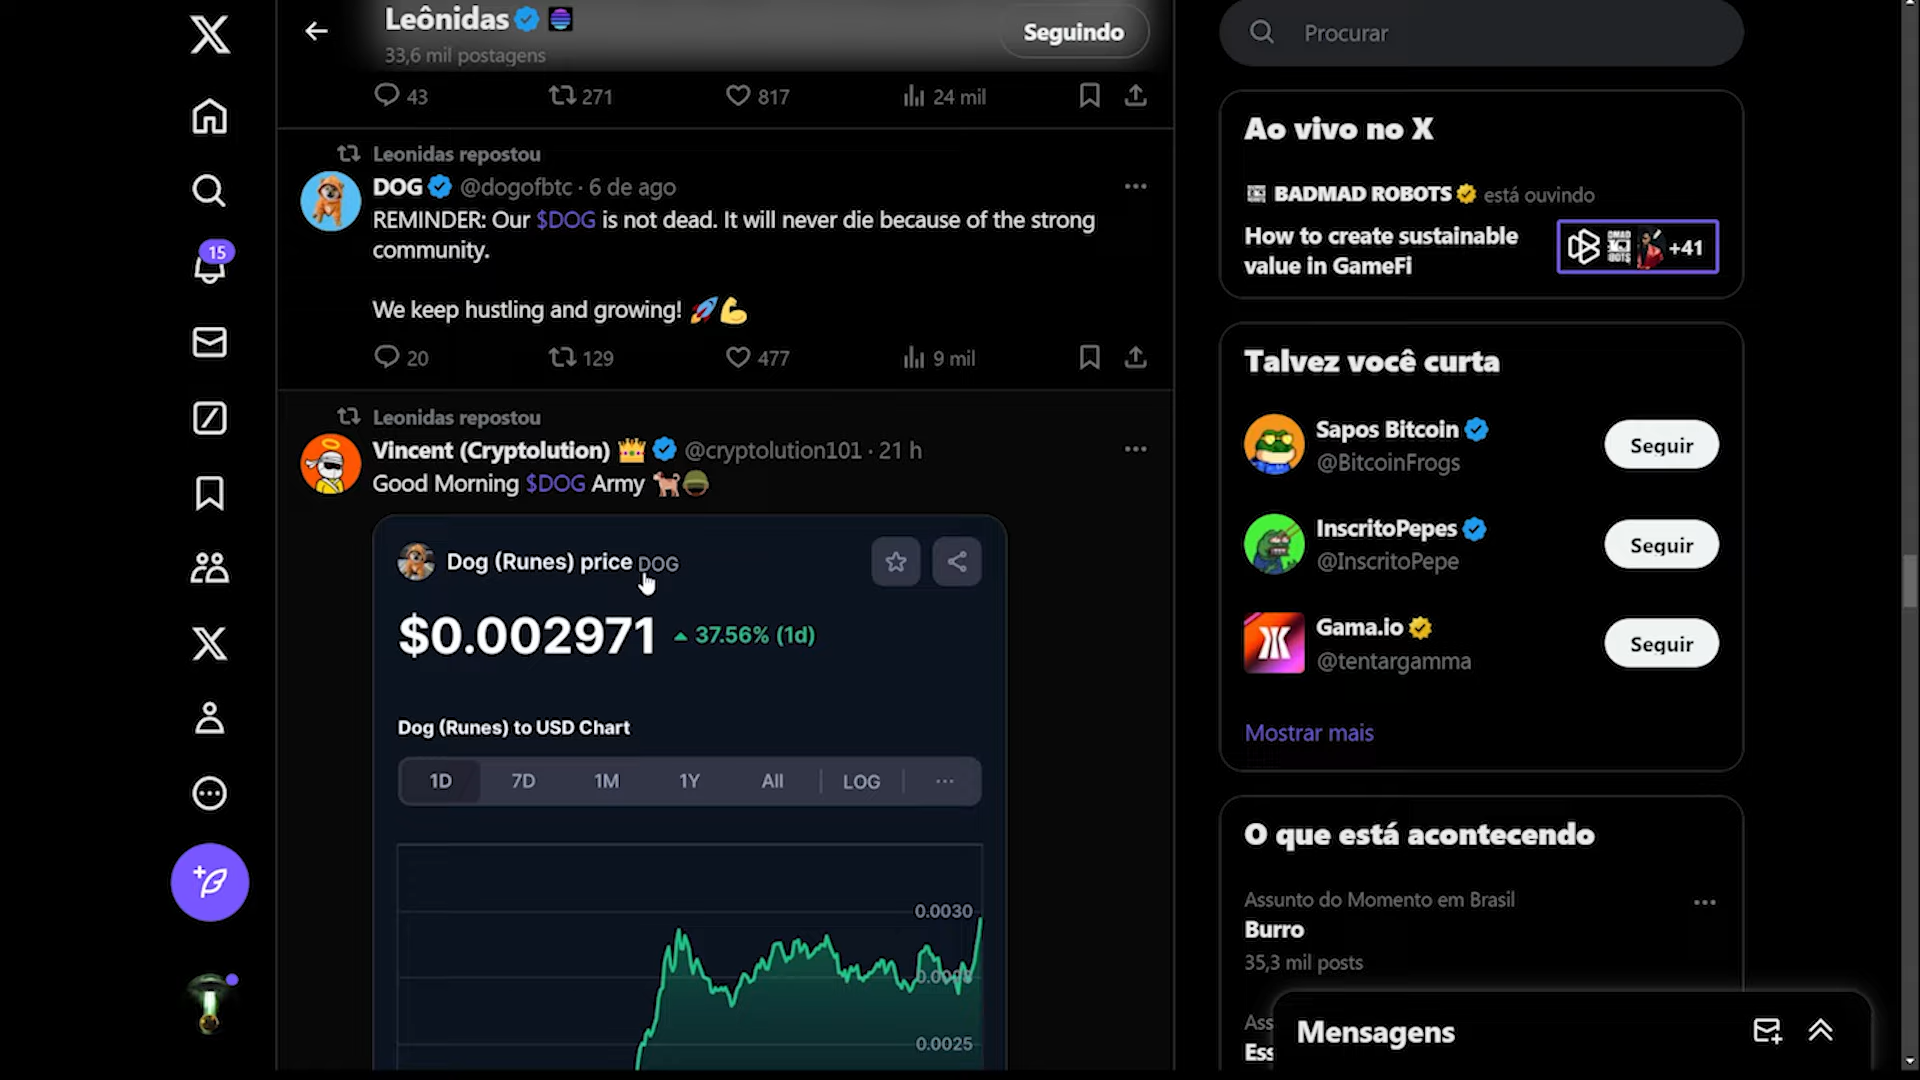 Leônidas
33,6 mil postagens
Seguindo
Procurar
43
271
817
24 mil
Leonidas repostou
DOG @dogofbtc · 6 de ago
REMINDER: Our $DOG is not dead. It will never die because of the strong
community.
We keep hustling and growing! 🚀💪
20
129
477
9 mil
Leonidas repostou
Vincent (Cryptolution) 👑 @cryptolution101 · 21 h
Good Morning $DOG Army 🐕🪖
Dog (Runes) price DOG
$0.002971
37.56% (1d)
Dog (Runes) to USD Chart
1D
7D
1M
1Y
All
LOG
0.0030
0.0025
15
Ao vivo no X
BADMAD ROBOTS está ouvindo
How to create sustainable
value in GameFi
+41
Talvez você curta
Sapos Bitcoin
@BitcoinFrogs
Seguir
InscritoPepes
@InscritoPepe
Seguir
Gama.io
@tentargamma
Seguir
Mostrar mais
O que está acontecendo
Assunto do Momento em Brasil
Burro
35,3 mil posts
Mensagens